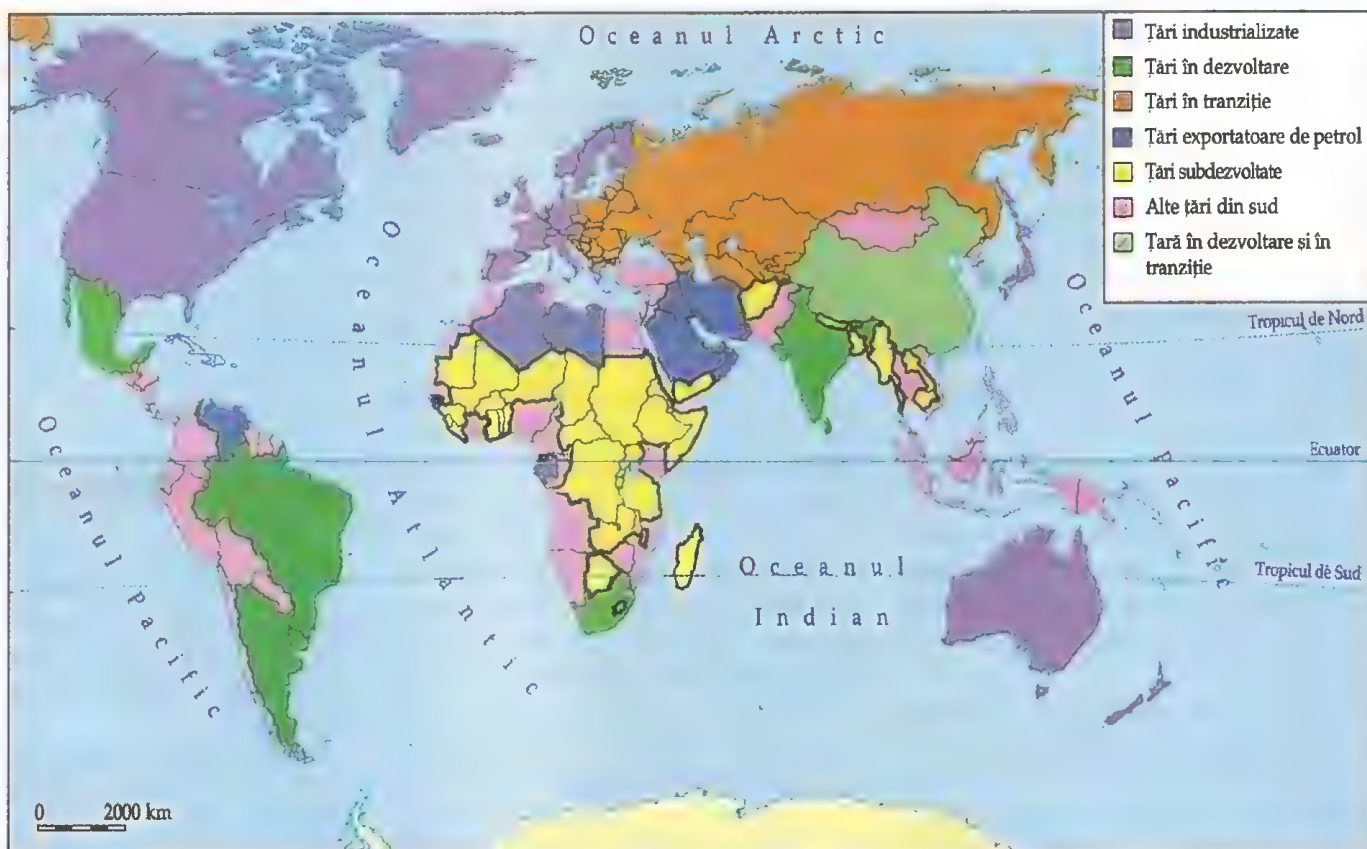 Oceanul Arctic
Țări industrializate
Țări în dezvoltare
Țări în tranziție
Țări exportatoare de petrol
Țări subdezvoltate
Alte țări din sud
Țară în dezvoltare și în
tranziție
Oceanul Atlantic
Oceanul Pacific
Tropicul de Nord
Oceanul pacific
Ecuator
Oceanul
Indian
Tropicul de Sud
0 2000 km